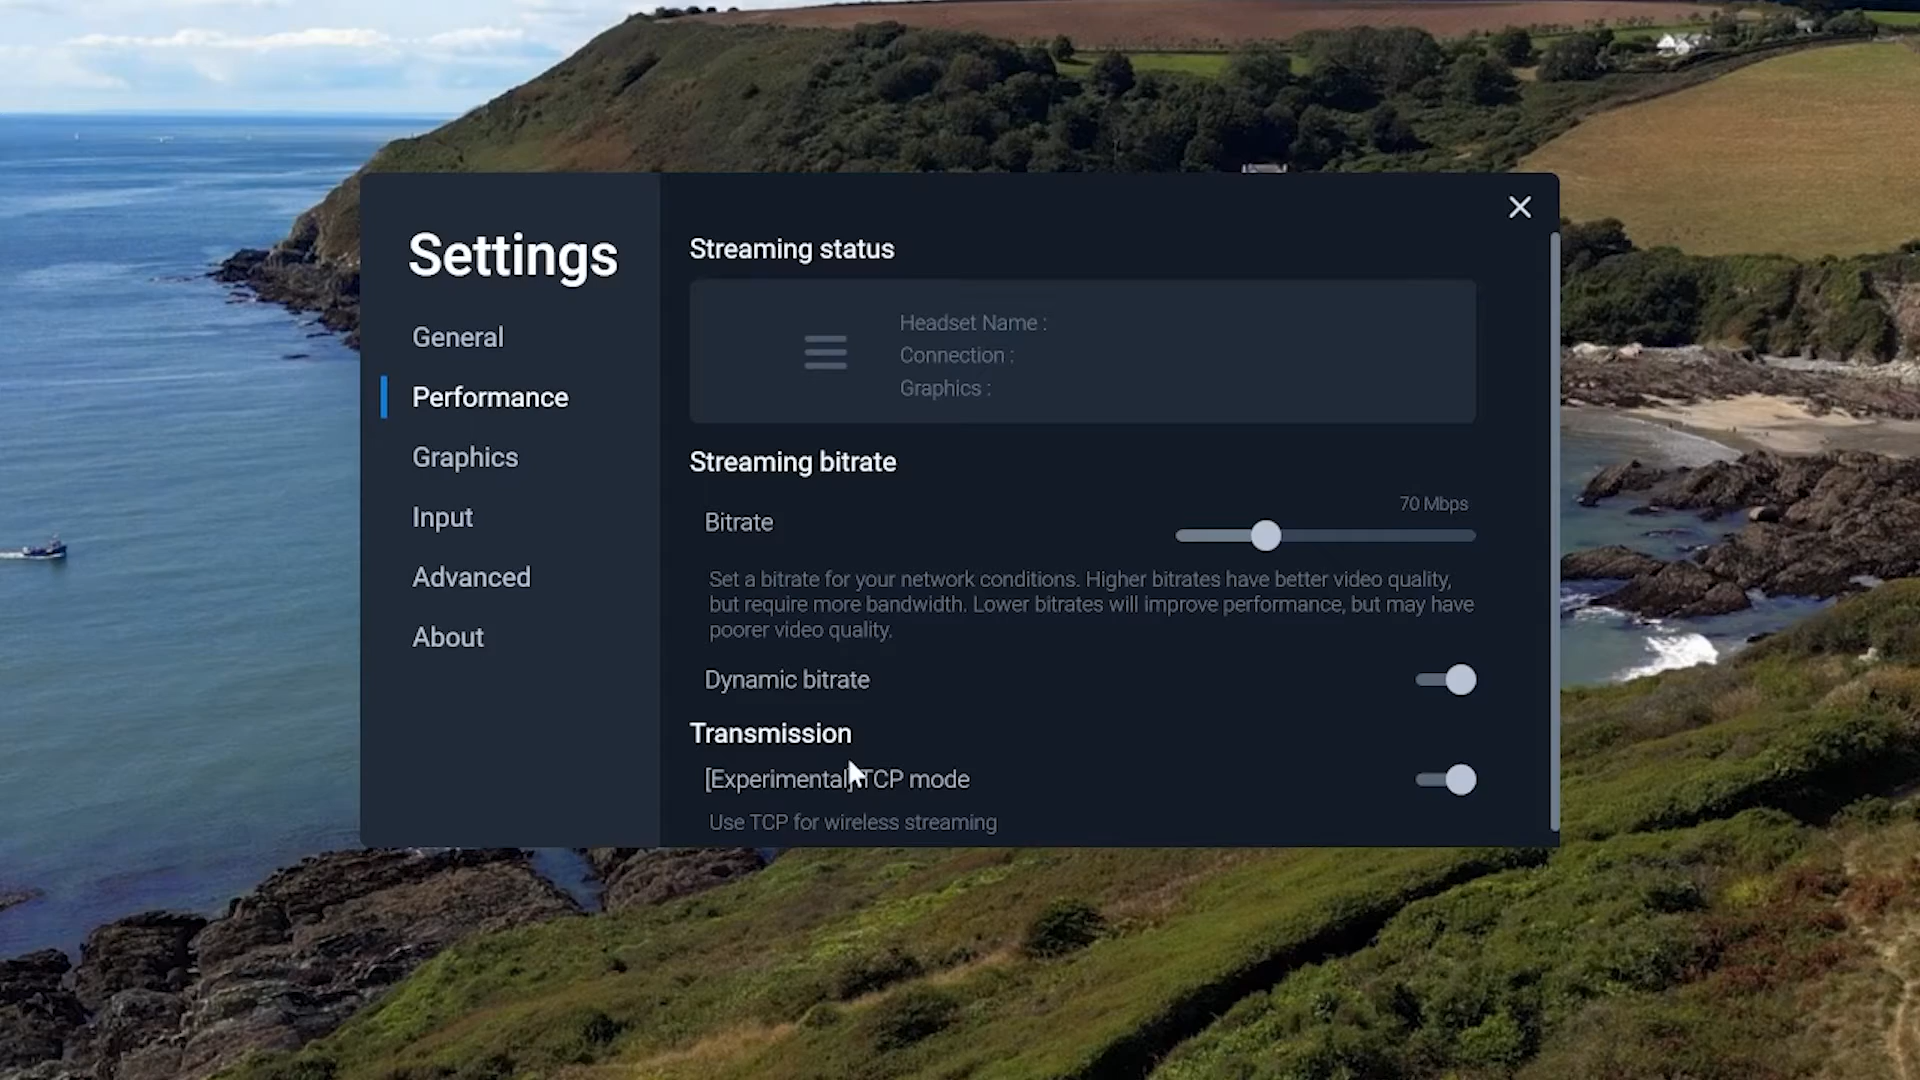 Settings
General
Performance
Graphics
Input
Advanced
About
Streaming status
Headset Name :
Connection :
Graphics :
Streaming bitrate
70 Mbps
Bitrate
Set a bitrate for your network conditions. Higher bitrates have better video quality,
but require more bandwidth. Lower bitrates will improve performance, but may have
poorer video quality.
Dynamic bitrate
Transmission
[Experimental] TCP mode
Use TCP for wireless streaming